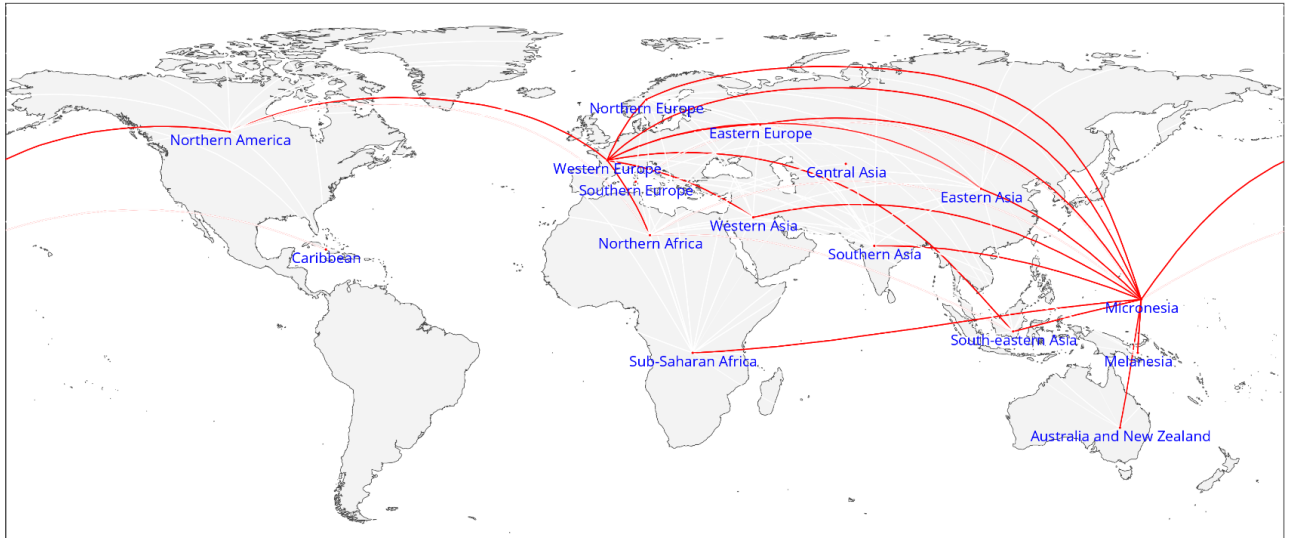 Northern Europe
Eastern Europe
Northern America
Western Europe
Central Asia
Southern Europe
Eastern Asia
Western Asia
Northern Africa
Southern Asia
Caribbean
Micronesia
South-eastern Asia
Sub-Saharan Africa
Melanesia
Australia and New Zealand